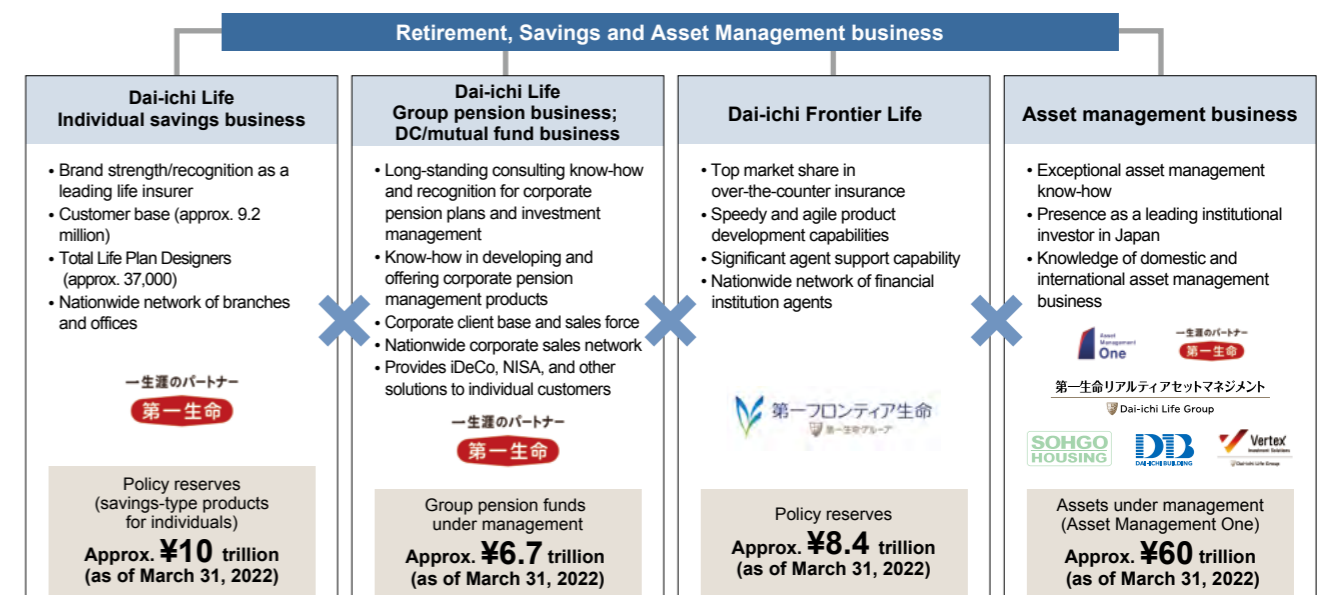 Retirement, Savings and Asset Management business
Dai-ichi Life
Individual savings business
• Brand strength/recognition as a
leading life insurer
• Customer base (approx. 9.2
million)
• Total Life Plan Designers
(approx. 37,000)
• Nationwide network of branches
and offices
一生涯のパートナー
第一生命
Policy reserves
(savings-type products
for individuals)
Approx. ¥10 trillion
(as of March 31, 2022)
Dai-ichi Life
Group pension business;
DC/mutual fund business
• Long-standing consulting know-how
and recognition for corporate
pension plans and investment
management
• Know-how in developing and
offering corporate pension
management products
• Corporate client base and sales force
• Nationwide corporate sales network
• Provides iDeCo, NISA, and other
solutions to individual customers
一生涯のパートナー
第一生命
Group pension funds
under management
Approx. ¥6.7 trillion
(as of March 31, 2022)
Dai-ichi Frontier Life
• Top market share in
over-the-counter insurance
• Speedy and agile product
development capabilities
• Significant agent support capability
• Nationwide network of financial
institution agents
第一フロンティア生命
第一生命グループ
Policy reserves
Approx. ¥8.4 trillion
(as of March 31, 2022)
Asset management business
• Exceptional asset management
know-how
• Presence as a leading institutional
investor in Japan
• Knowledge of domestic and
international asset management
business
Asset
Management
One
一生涯のパートナー
第一生命
第一生命リアルティアセットマネジメント
Dai-ichi Life Group
SOHGO
HOUSING
DB
DAI-ICHI BUILDING
Vertex
Investment Solutions
Dai-ichi Life Group
Assets under management
(Asset Management One)
Approx. ¥60 trillion
(as of March 31, 2022)